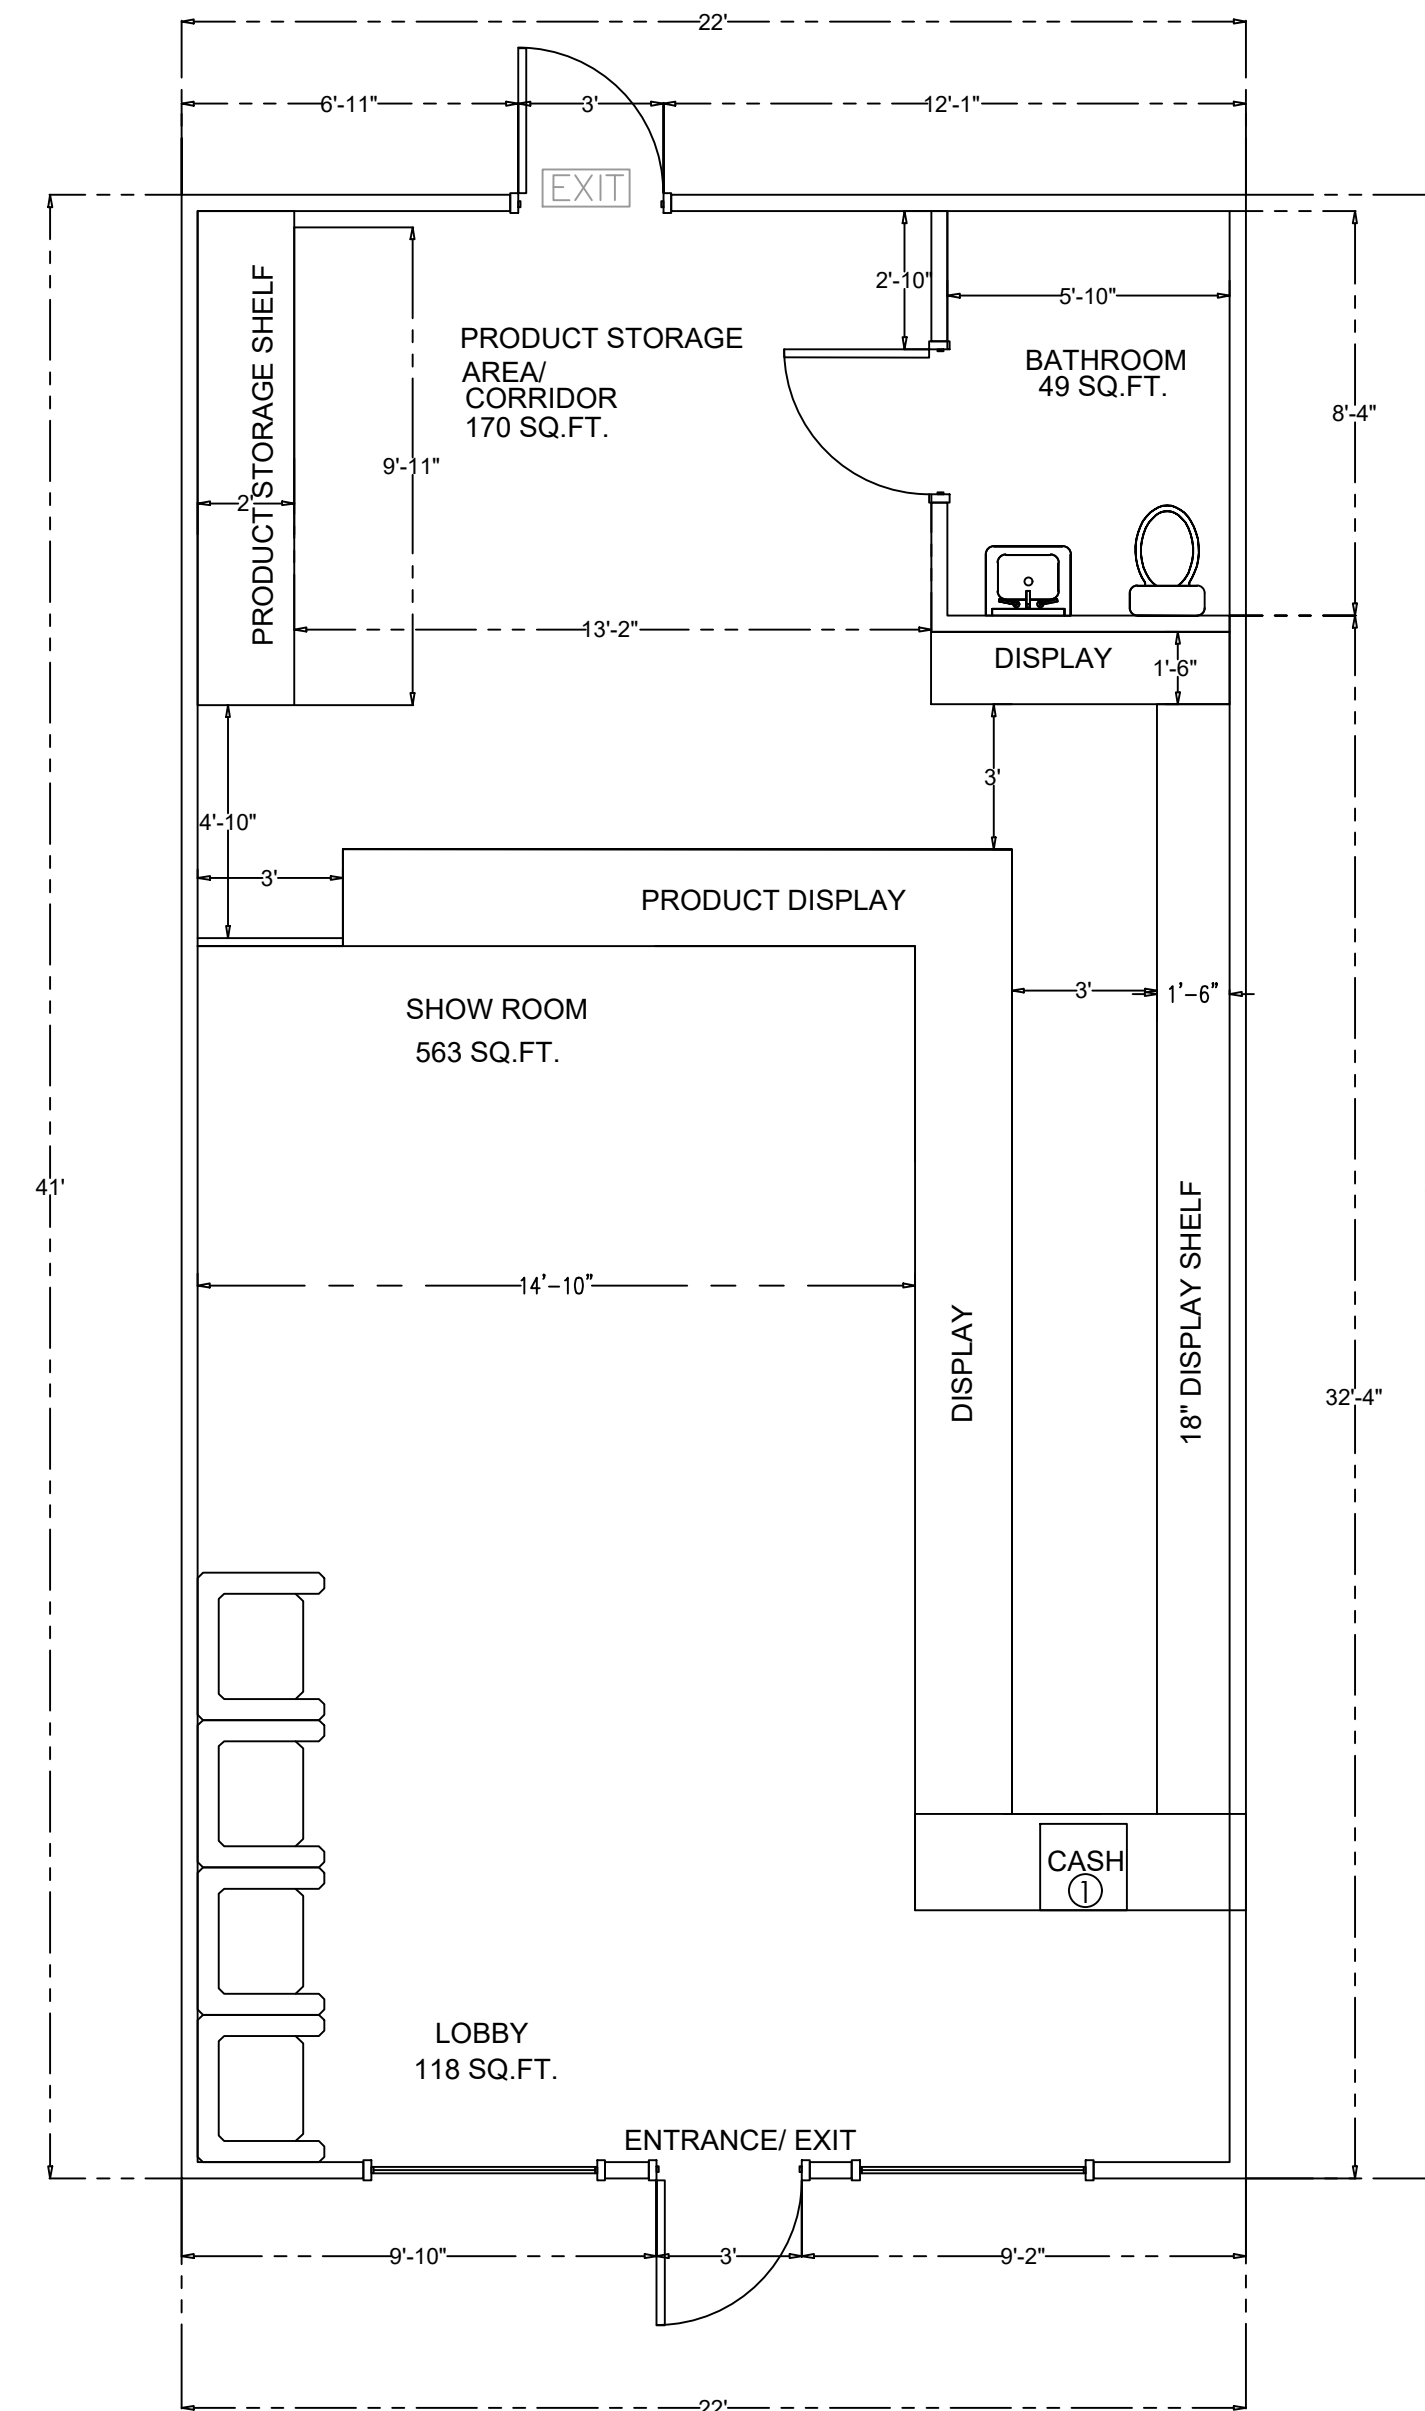 22'
6'-11"
3'
12'-1"
EXIT
2'-10"
5'-10"
PRODUCT STORAGE
AREA/
CORRIDOR
170 SQ.FT.
BATHROOM
49 SQ.FT.
8'-4"
PRODUCT STORAGE SHELF
9'-11"
2'
13'-2"
DISPLAY
1'-6"
3'
4'-10"
3'
PRODUCT DISPLAY
3'
1'-6"
SHOW ROOM
563 SQ.FT.
41'
14'-10"
DISPLAY
18" DISPLAY SHELF
32'-4"
CASH
1
LOBBY
118 SQ.FT.
ENTRANCE/ EXIT
9'-10"
3'
9'-2"
22'